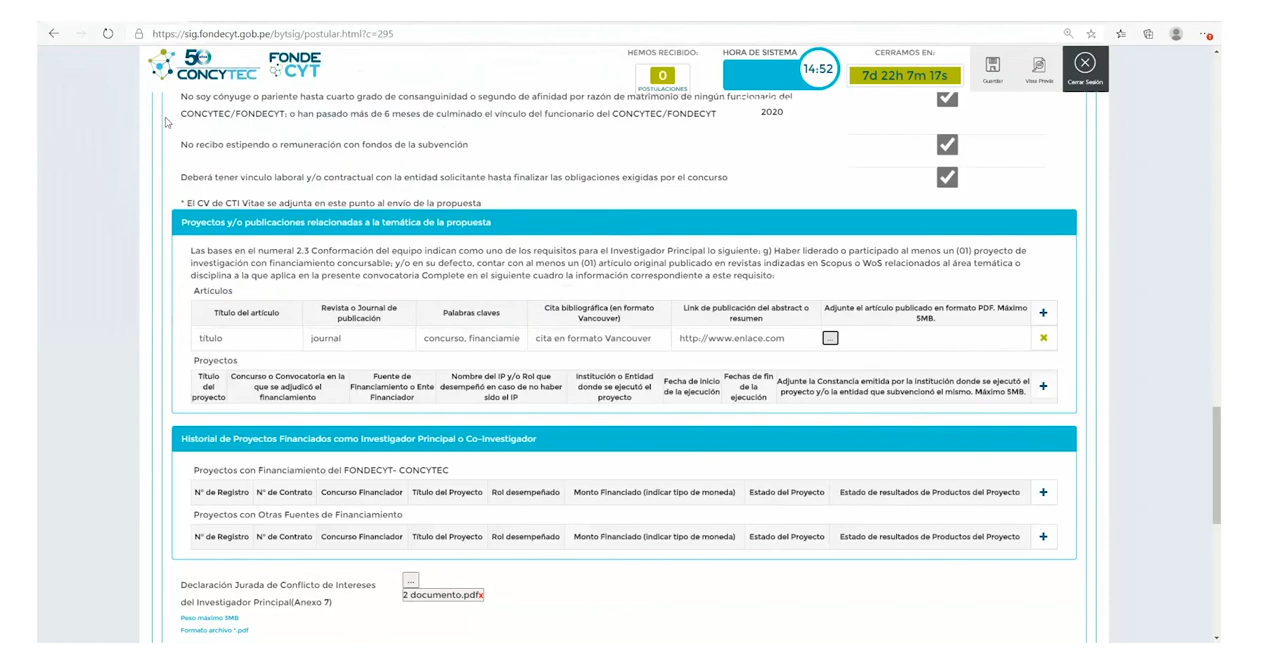 https://sig.fondecyt.gob.pe/bytsig/postular.html?c=295
50
CONCYTEC
FONDE
CYT
HEMOS RECIBIDO:
0
POSTULACIONES
HORA DE SISTEMA
14:52
CERRAMOS EN:
7d 22h 7m 17s
Guardar
Vista Previa
Cerrar Sesión
No soy cónyuge o pariente hasta cuarto grado de consanguinidad o segundo de afinidad por razón de matrimonio de ningún funcionario del
CONCYTEC/FONDECYT; o han pasado más de 6 meses de culminado el vínculo del funcionario del CONCYTEC/FONDECYT
2020
No recibo estipendo o remuneración con fondos de la subvención
Deberá tener vinculo laboral y/o contractual con la entidad solicitante hasta finalizar las obligaciones exigidas por el concurso
* El CV de CTI Vitae se adjunta en este punto al envío de la propuesta
Proyectos y/o publicaciones relacionadas a la temática de la propuesta
Las bases en el numeral 2.3 Conformación del equipo indican como uno de los requisitos para el Investigador Principal lo siguiente: g) Haber liderado o participado al menos un (01) proyecto de
investigación con financiamiento concursable; y/o en su defecto, contar con al menos un (01) artículo original publicado en revistas indizadas en Scopus o WoS relacionados al área temática o
disciplina a la que aplica en la presente convocatoria Complete en el siguiente cuadro la información correspondiente a este requisito:
Artículos
Título del artículo
Revista o Journal de
publicación
Palabras claves
Cita bibliográfica (en formato
Vancouver)
Link de publicación del abstract o
resumen
Adjunte el artículo publicado en formato PDF. Máximo
5MB.
+
título
journal
concurso, financiamie
cita en formato Vancouver
http://www.enlace.com
...
x
Proyectos
Título
del
proyecto
Concurso o Convocatoria en la
que se adjudicó el
financiamiento
Fuente de
Financiamiento o Ente
Financiador
Nombre del IP y/o Rol que
desempeñó en caso de no haber
sido el IP
Institución o Entidad
donde se ejecutó el
proyecto
Fecha de inicio
de la ejecución
Fechas de fin
de la
ejecución
Adjunte la Constancia emitida por la institución donde se ejecutó el
proyecto y/o la entidad que subvencionó el mismo. Máximo 5MB.
+
Historial de Proyectos Financiados como Investigador Principal o Co-Investigador
Proyectos con Financiamiento del FONDECYT- CONCYTEC
N° de Registro N° de Contrato Concurso Financiador Título del Proyecto Rol desempeñado Monto Financiado (indicar tipo de moneda) Estado del Proyecto Estado de resultados de Productos del Proyecto +
Proyectos con Otras Fuentes de Financiamiento
N° de Registro N° de Contrato Concurso Financiador Título del Proyecto Rol desempeñado Monto Financiado (indicar tipo de moneda) Estado del Proyecto Estado de resultados de Productos del Proyecto +
Declaración Jurada de Conflicto de Intereses
del Investigador Principal(Anexo 7)
...
2 documento.pdfx
Peso máximo 3MB
Formato archivo *.pdf